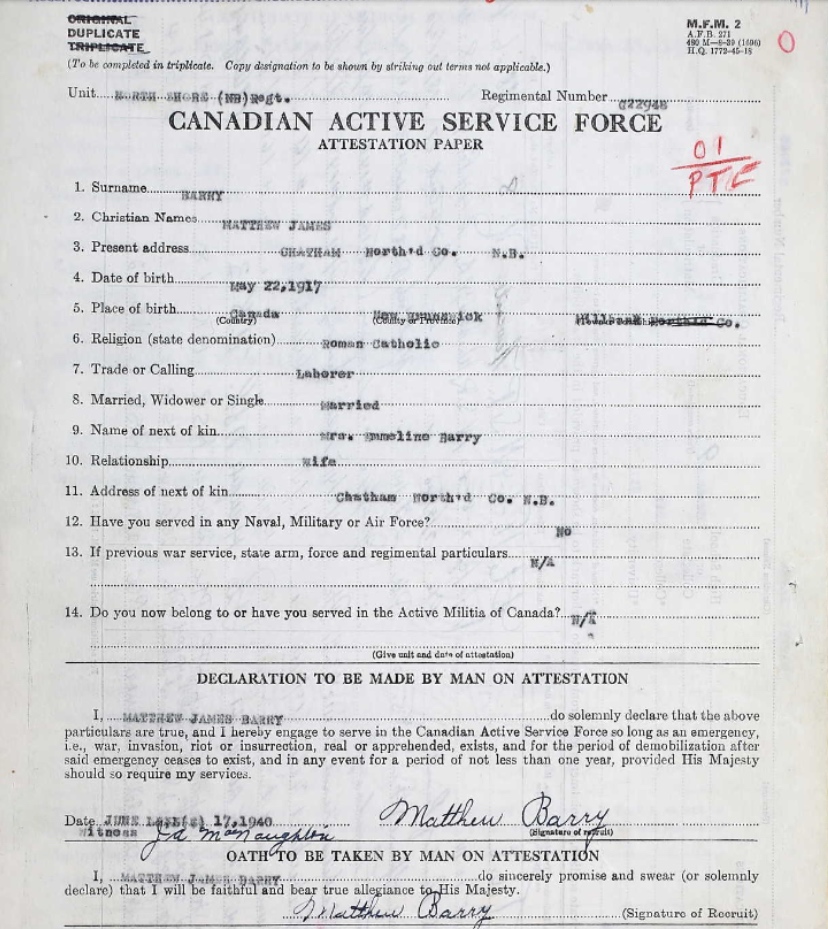 ORIGINAL
DUPLICATE
TRIPLICATE
M.F.M. 2
A.F.B. 271
H.Q. 1772-45-18
O
(To be completed in triplicate. Copy designation to be shown by striking out terms not applicable.)
Unit NORTH SHORE (NB)Regt. Regimental Number G22948
CANADIAN ACTIVE SERVICE FORCE
ATTESTATION PAPER
01
PTE
1. Surname BARRY
2. Christian Names MATTHEW JAMES
3. Present address CHATHAM North'd Co. N.B.
4. Date of birth May 22,1917
5. Place of birth Canada New Brunswick Co.
(Country) (County or Province)
6. Religion (state denomination) Roman Catholic
7. Trade or Calling Laborer
8. Married, Widower or Single Married
9. Name of next of kin Mrs. Emmeline Barry
10. Relationship Wife
11. Address of next of kin Chatham North'd Co. N.B.
12. Have you served in any Naval, Military or Air Force? No
13. If previous war service, state arm, force and regimental particulars N/A
14. Do you now belong to or have you served in the Active Militia of Canada? N/A
(Give unit and date of attestation)
DECLARATION TO BE MADE BY MAN ON ATTESTATION
I, MATTHEW JAMES BARRY do solemnly declare that the above
particulars are true, and I hereby engage to serve in the Canadian Active Service Force so long as an emergency,
i.e., war, invasion, riot or insurrection, real or apprehended, exists, and for the period of demobilization after
said emergency ceases to exist, and in any event for a period of not less than one year, provided His Majesty
should so require my services.
Date JUNE 17,1940 Matthew Barry
Witness J.d. MacNaughton (Signature of recruit)
OATH TO BE TAKEN BY MAN ON ATTESTATION
I, MATTHEW JAMES BARRY do sincerely promise and swear (or solemnly
declare) that I will be faithful and bear true allegiance to His Majesty.
Matthew Barry (Signature of Recruit)